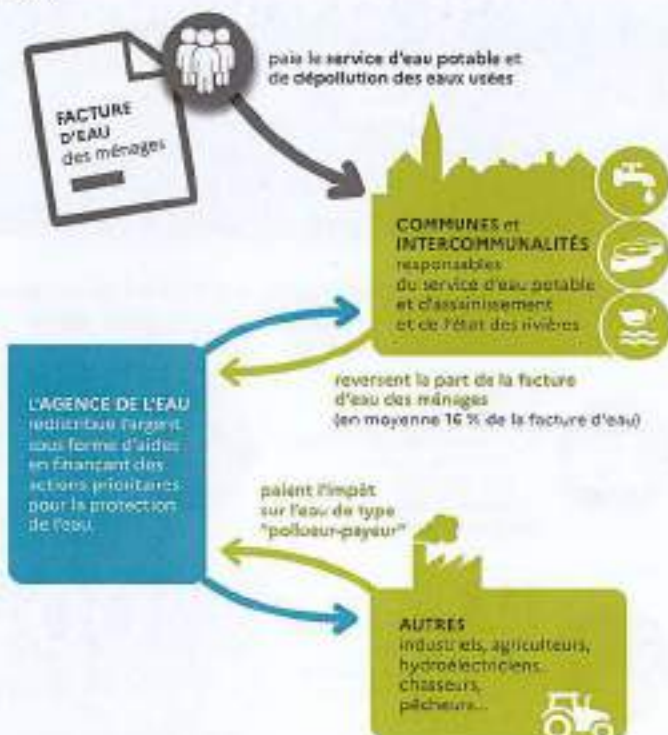 paie le service d'eau potable et
de dépollution des eaux usées
FACTURE
D'EAU
des ménages
COMMUNES et
INTERCOMMUNALITÉS
responsables
du service d'eau potable
et d'assainissement
et de l'état des rivières
reversent la part de la facture
d'eau des ménages
(en moyenne 16 % de la facture d'eau)
L'AGENCE DE L'EAU
redistribue l'argent
sous forme d'aides
en finançant des
actions prioritaires
pour la protection
de l'eau
paient l'impôt
sur l'eau de type
"pollueur-payeur"
AUTRES
industriels, agriculteurs,
hydroélectriciens,
chasseurs,
pêcheurs...